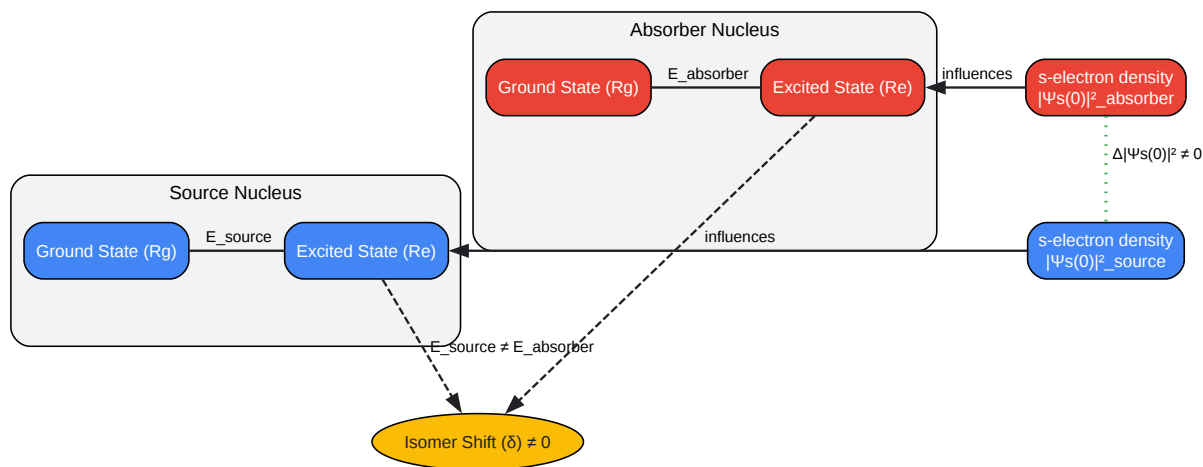 Absorber Nucleus
Ground State (Rg)
E_absorber
Excited State (Re)
influences
s-electron density
|Ψs(0)|²_absorber
Δ|Ψs(0)|² ≠ 0
Source Nucleus
Ground State (Rg)
E_source
Excited State (Re)
influences
s-electron density
|Ψs(0)|²_source
E_source ≠ E_absorber
Isomer Shift (δ) ≠ 0